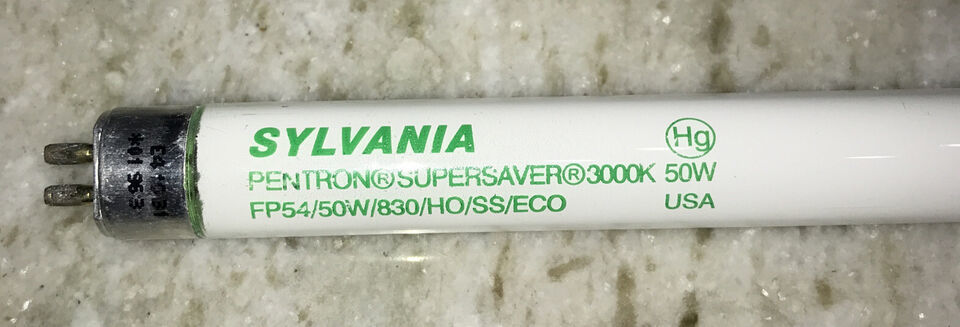 SYLVANIA
Hg
PENTRON®SUPERSAVER®3000K 50W
FP54/50W/830/HO/SS/ECO USA